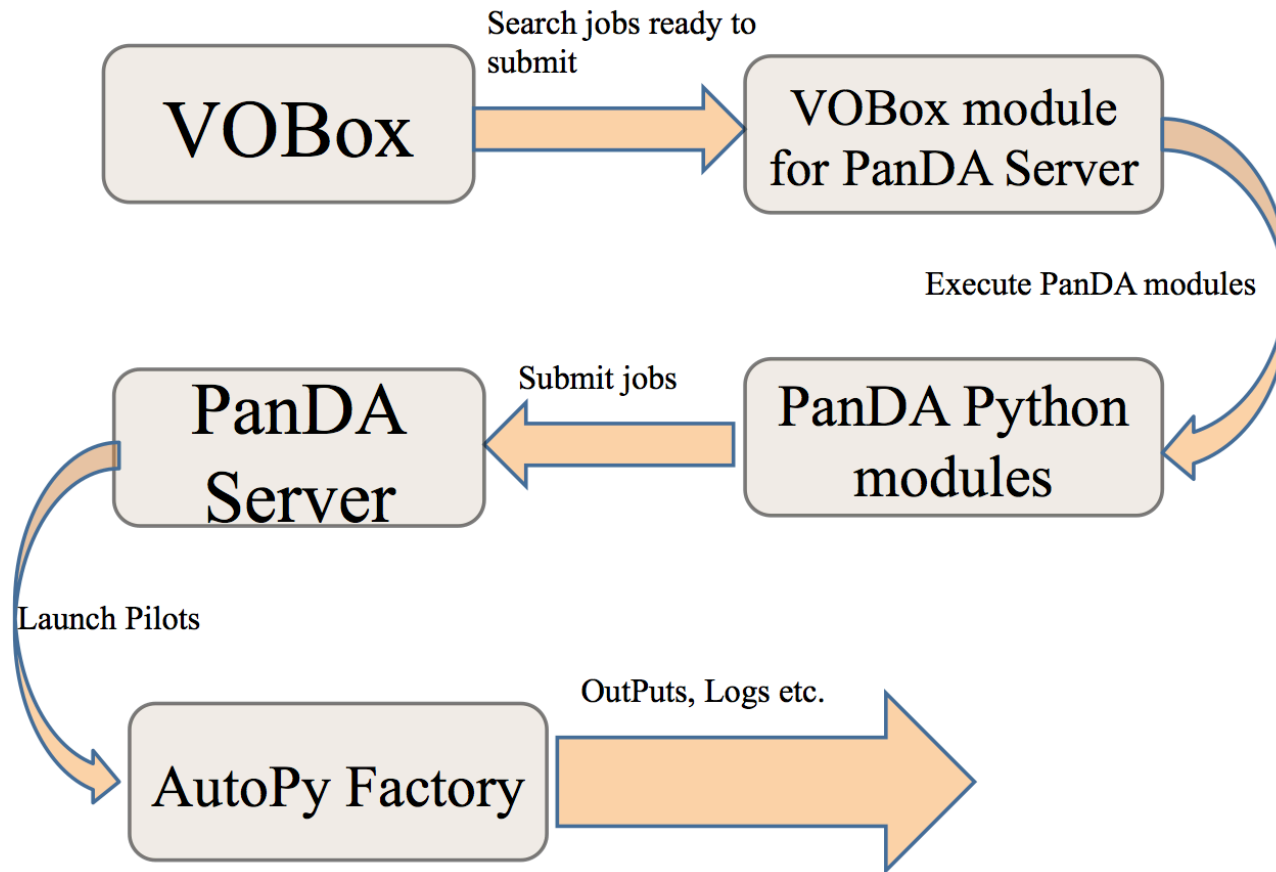 Search jobs ready to
submit
VOBox
VOBox module
for PanDA Server
Execute PanDA modules
PanDA
Server
Submit jobs
PanDA Python
modules
Launch Pilots
OutPuts, Logs etc.
AutoPy Factory